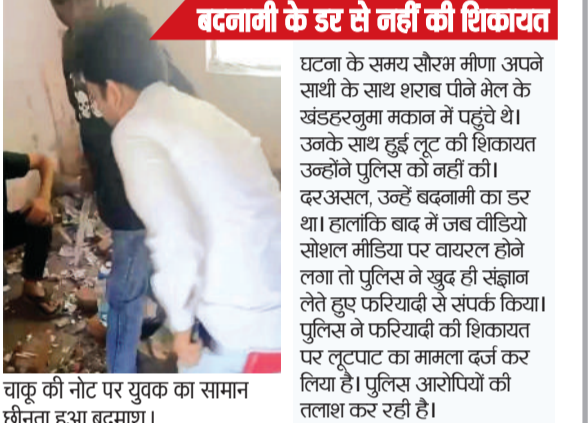 बदनामी के डर से नहीं की शिकायत
घटना के समय सौरभ मीणा अपने
साथी के साथ शराब पीने भेल के
खंडहरनुमा मकान में पहुंचे थे।
उनके साथ हुई लूट की शिकायत
उन्होंने पुलिस को नहीं की।
दरअसल, उन्हें बदनामी का डर
था। हालांकि बाद में जब वीडियो
सोशल मीडिया पर वायरल होने
लगा तो पुलिस ने खुद ही संज्ञान
लेते हुए फरियादी से संपर्क किया।
पुलिस ने फरियादी की शिकायत
पर लूटपाट का मामला दर्ज कर
लिया है। पुलिस आरोपियों की
तलाश कर रही है।
चाकू की नोट पर युवक का सामान
छीनता हुआ बदमाश।